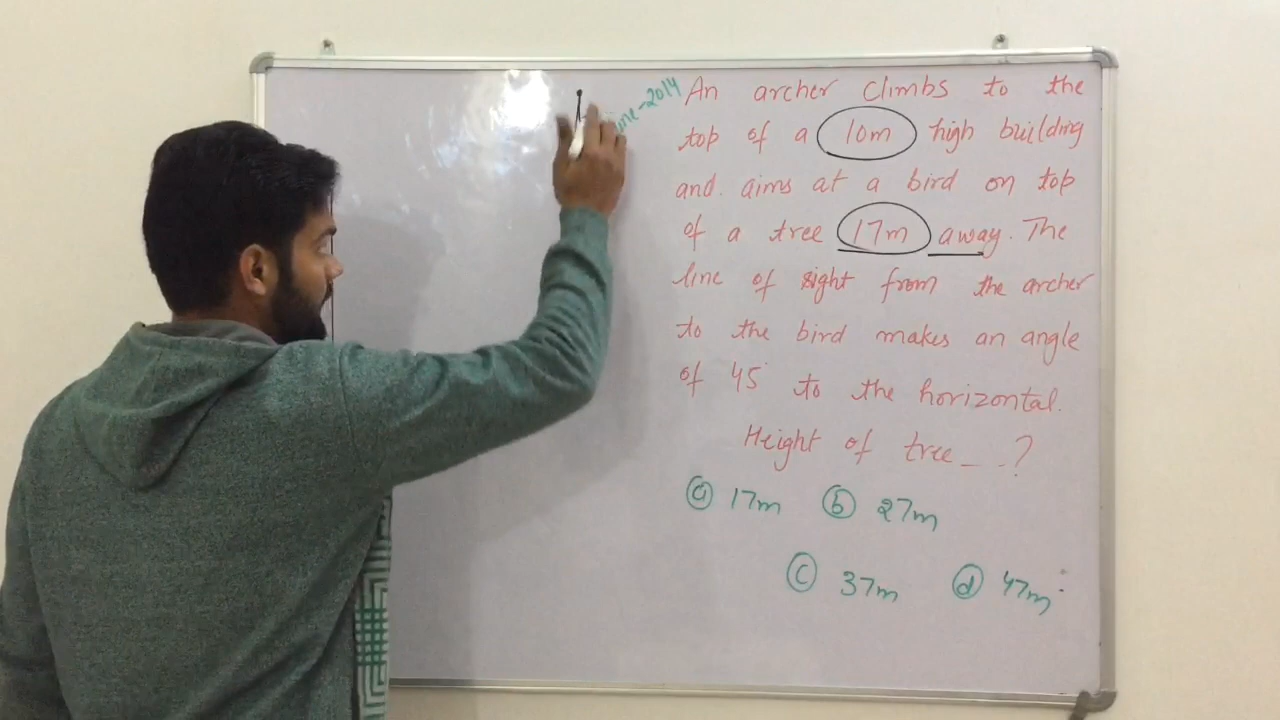 An archer climbs to the
top of a 10m high building
and. aims at a bird on top
of a tree 17m away. The
line of sight from the archer
to the bird makes an angle
of 45° to the horizontal.
Height of tree_ _ . ?
ⓐ 17m ⓑ 27m
ⓒ 37m ⓓ 47m
-2014